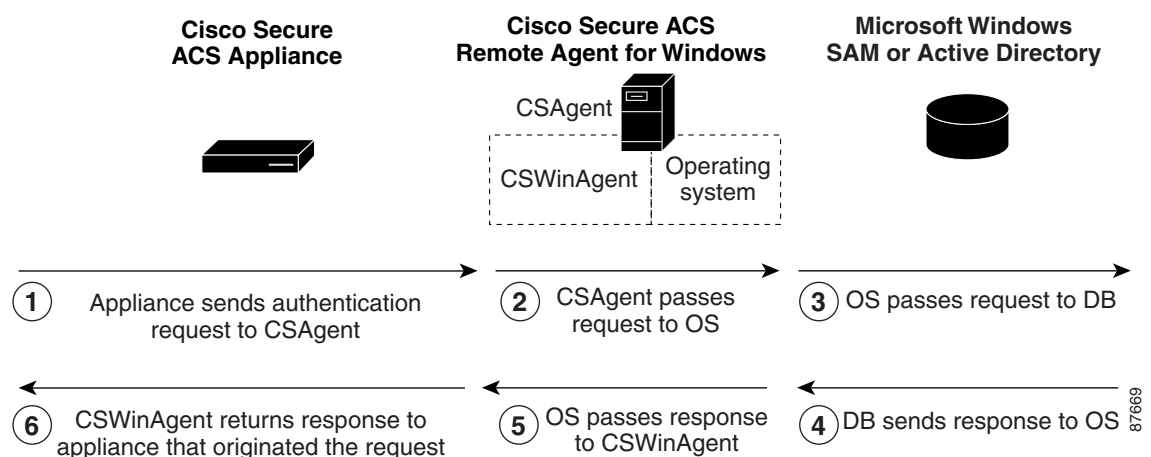 Cisco Secure
ACS Appliance
Cisco Secure ACS
Remote Agent for Windows
Microsoft Windows
SAM or Active Directory
CSAgent
CSWinAgent
Operating
system
1
Appliance sends authentication
request to CSAgent
2
CSAgent passes
request to OS
3
OS passes request to DB
6
CSWinAgent returns response to
appliance that originated the request
5
OS passes response
to CSWinAgent
4
DB sends response to OS
87669